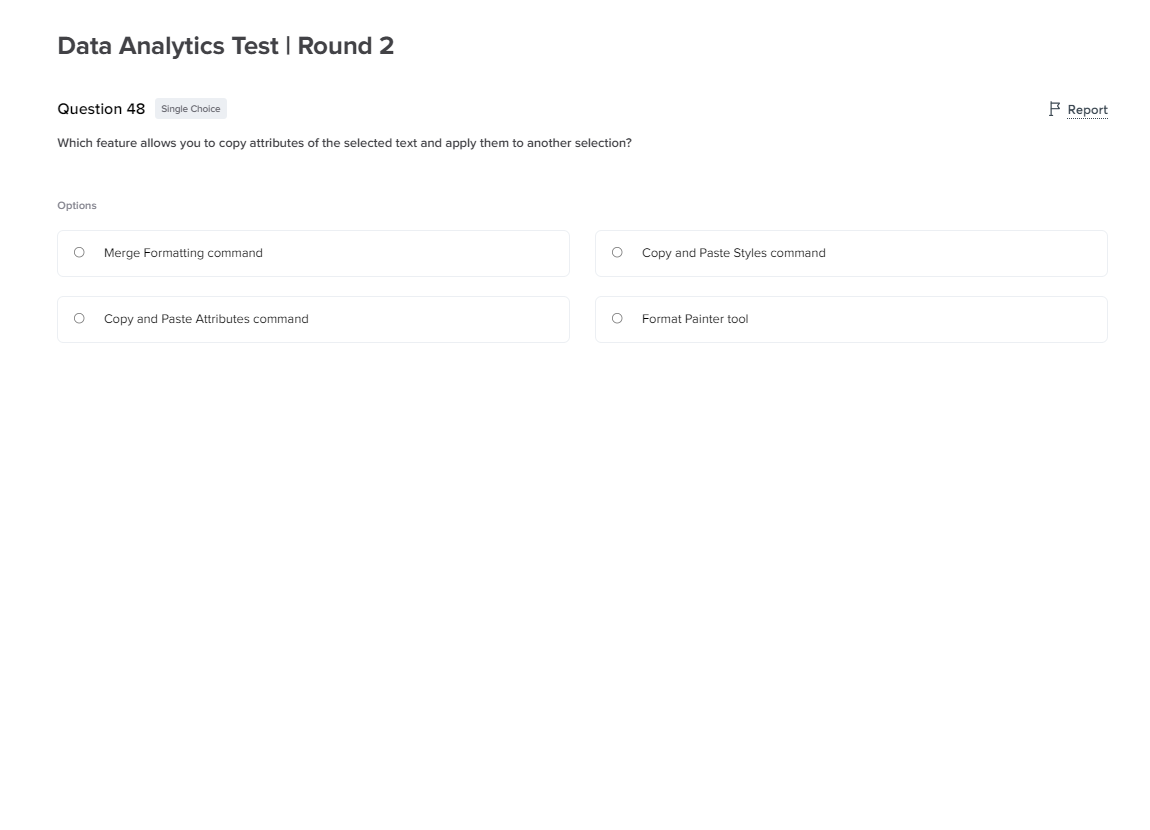 Data Analytics Test | Round 2
Question 48 Single Choice Report
Which feature allows you to copy attributes of the selected text and apply them to another selection?
Options
Merge Formatting command
Copy and Paste Styles command
Copy and Paste Attributes command
Format Painter tool